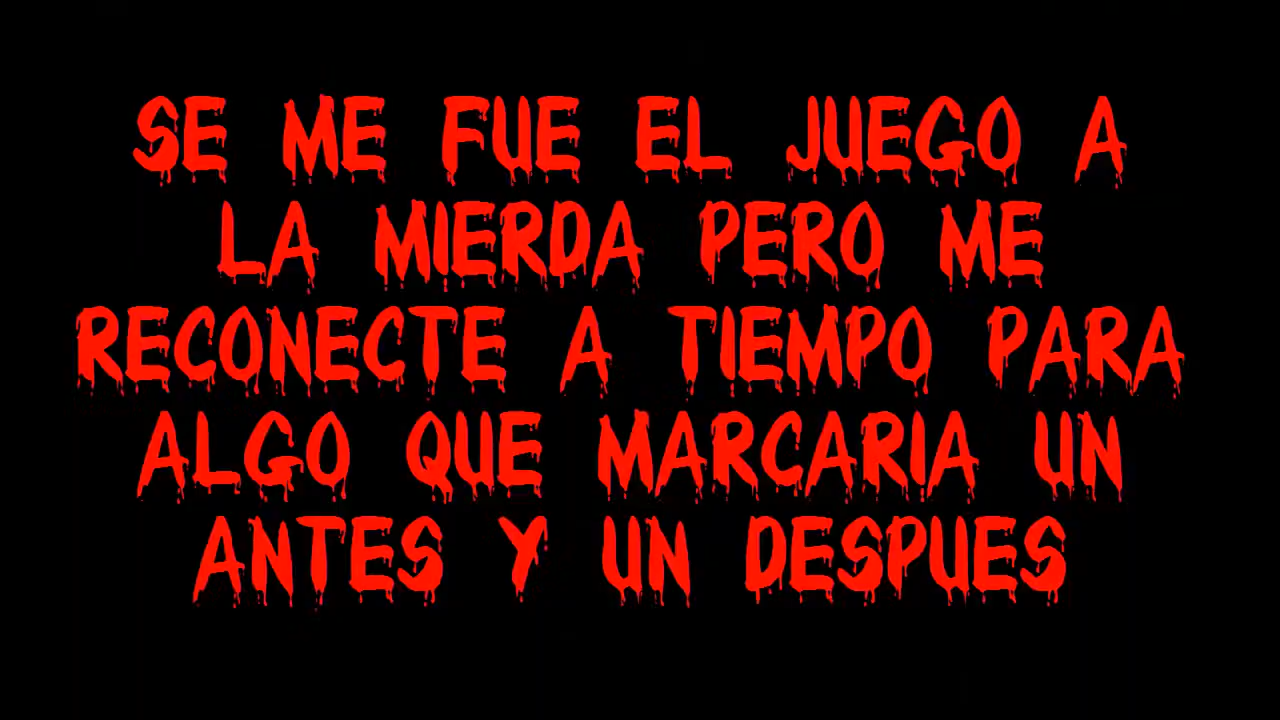 SE ME FUE EL JUEGO A
LA MIERDA PERO ME
RECONECTE A TIEMPO PARA
ALGO QUE MARCARIA UN
ANTES Y UN DESPUES